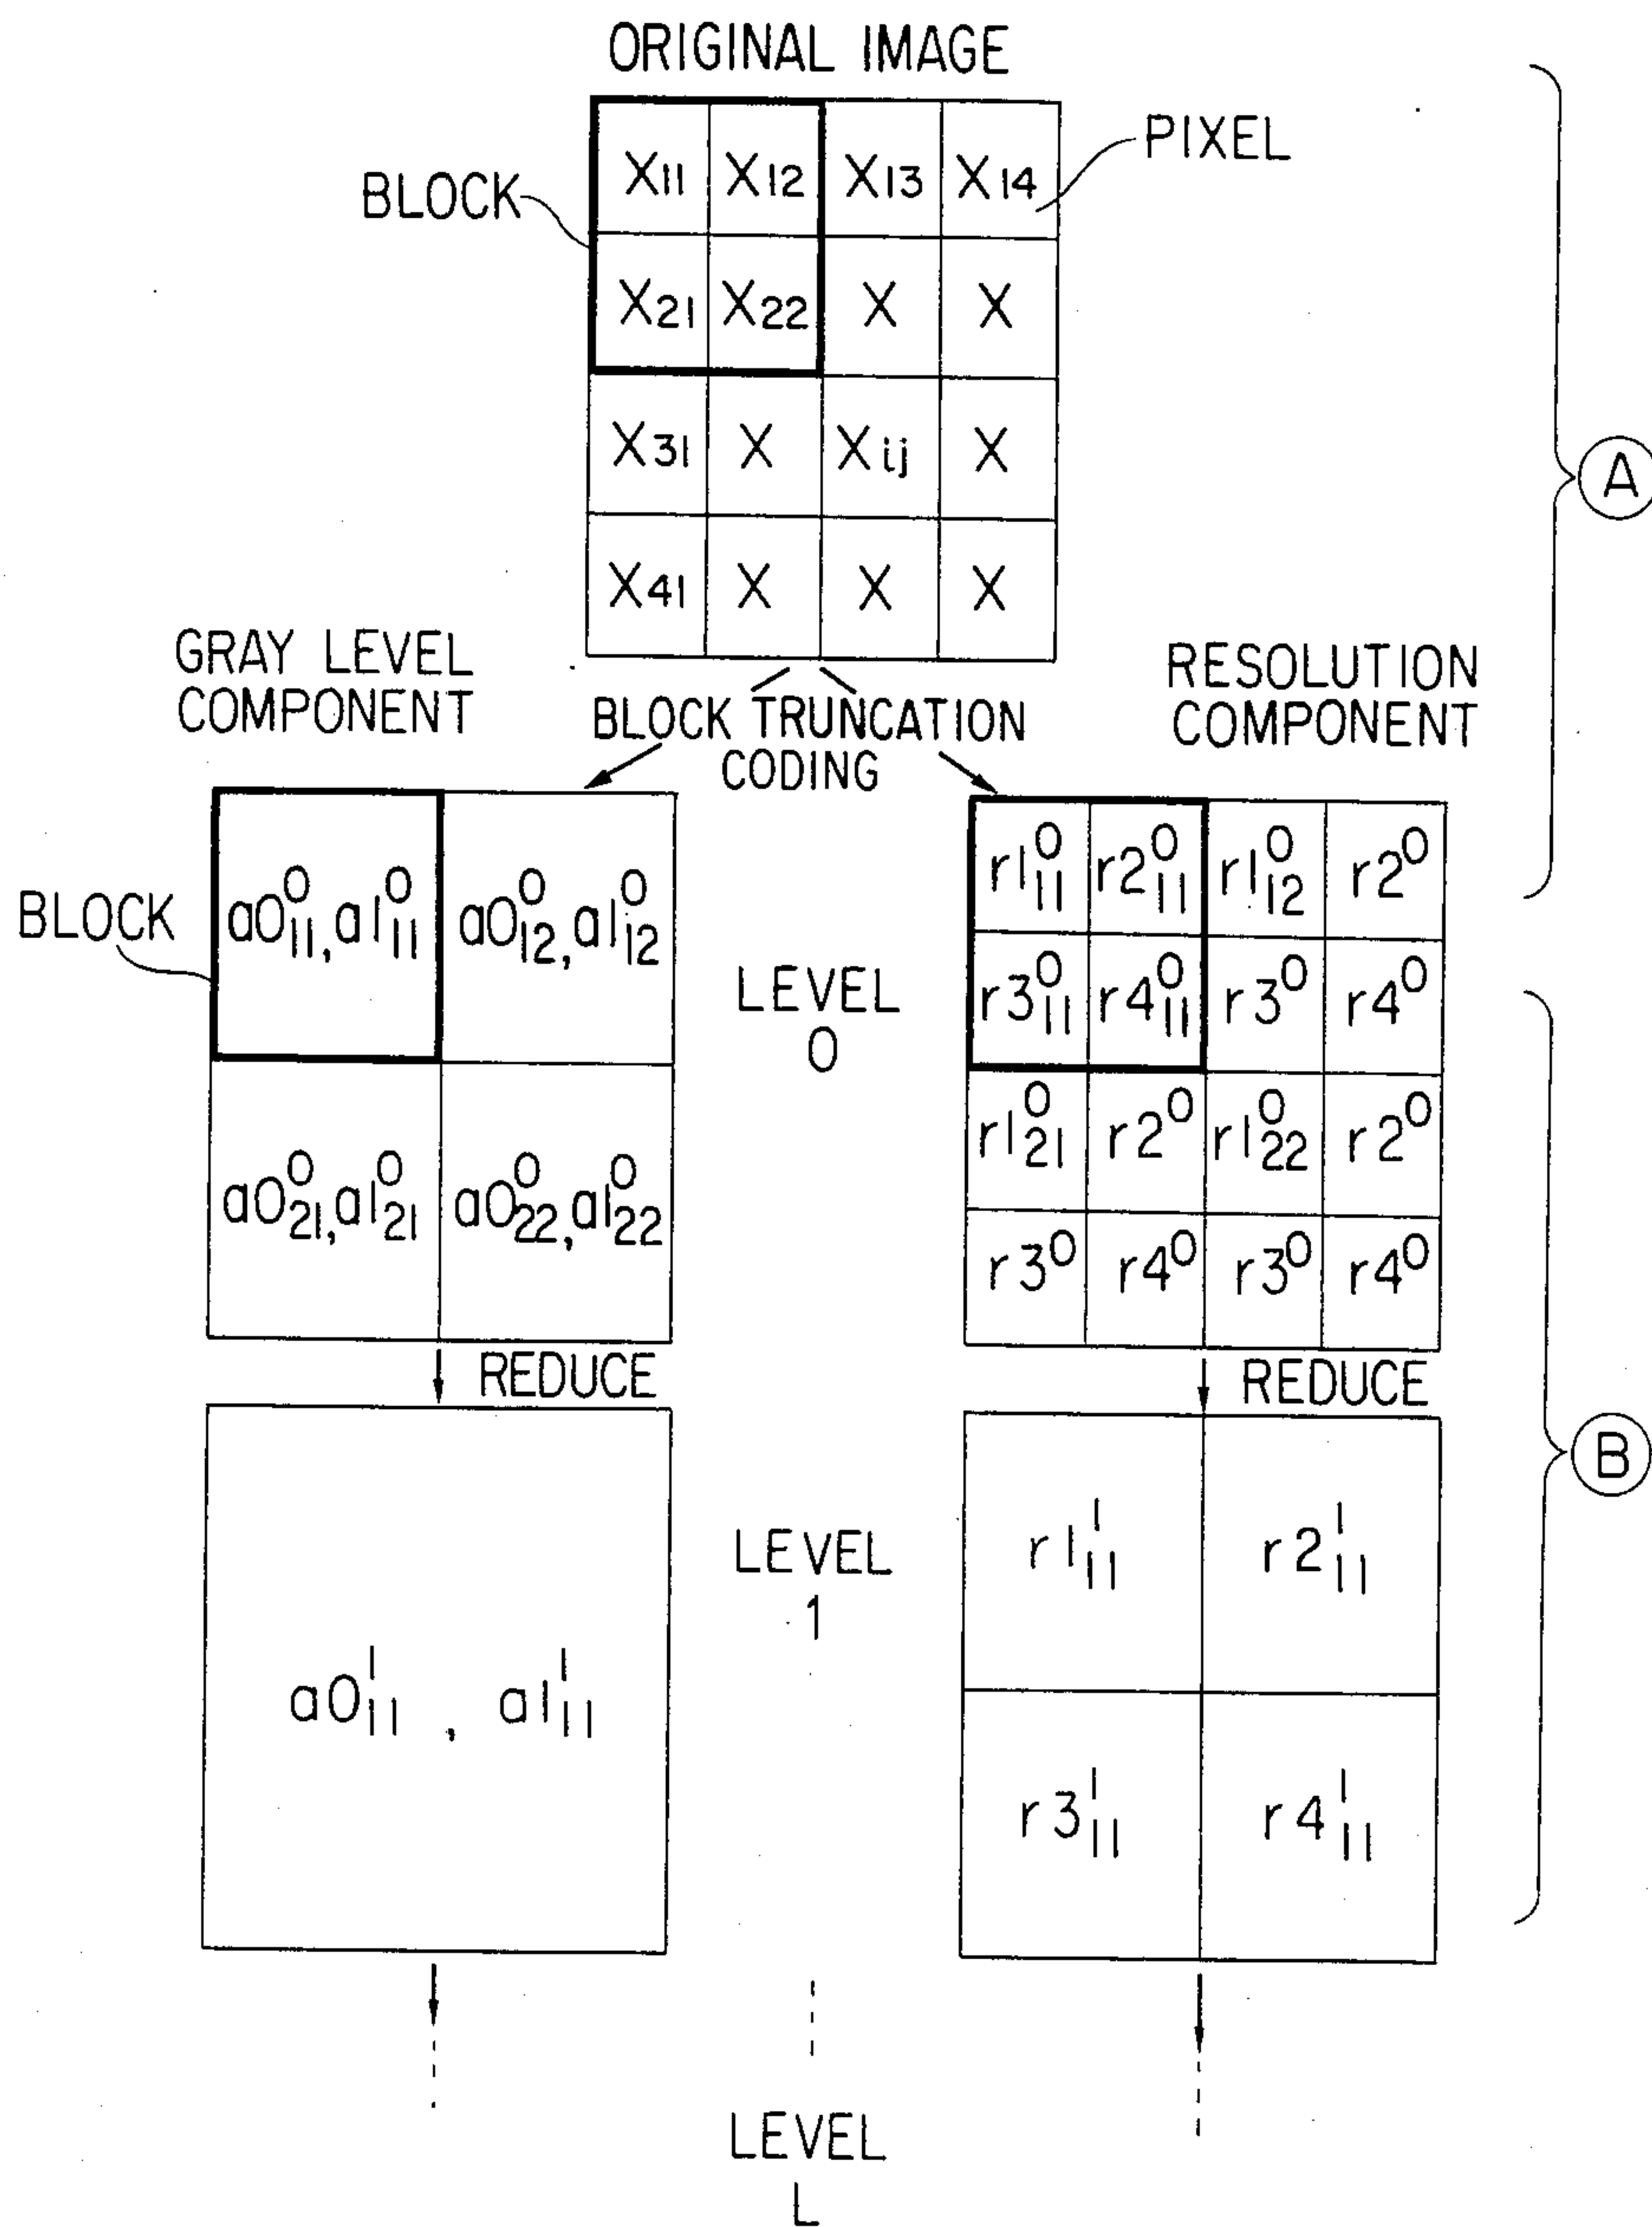 ORIGINAL IMAGE
PIXEL
BLOCK
X11 X12 X13 X14
X21 X22 X X
X31 X Xij X
X41 X X X
A
GRAY LEVEL
COMPONENT
RESOLUTION
COMPONENT
BLOCK TRUNCATION
CODING
BLOCK
a0⁰₁₁, a1⁰₁₁ a0⁰₁₂, a1⁰₁₂
a0⁰₂₁, a1⁰₂₁ a0⁰₂₂, a1⁰₂₂
LEVEL
0
r1⁰₁₁ r2⁰₁₁ r1⁰₁₂ r2⁰
r3⁰₁₁ r4⁰₁₁ r3⁰ r4⁰
r1⁰₂₁ r2⁰ r1⁰₂₂ r2⁰
r3⁰ r4⁰ r3⁰ r4⁰
REDUCE
REDUCE
B
a0¹₁₁ , a1¹₁₁
LEVEL
1
r1¹₁₁ r2¹₁₁
r3¹₁₁ r4¹₁₁
LEVEL
L